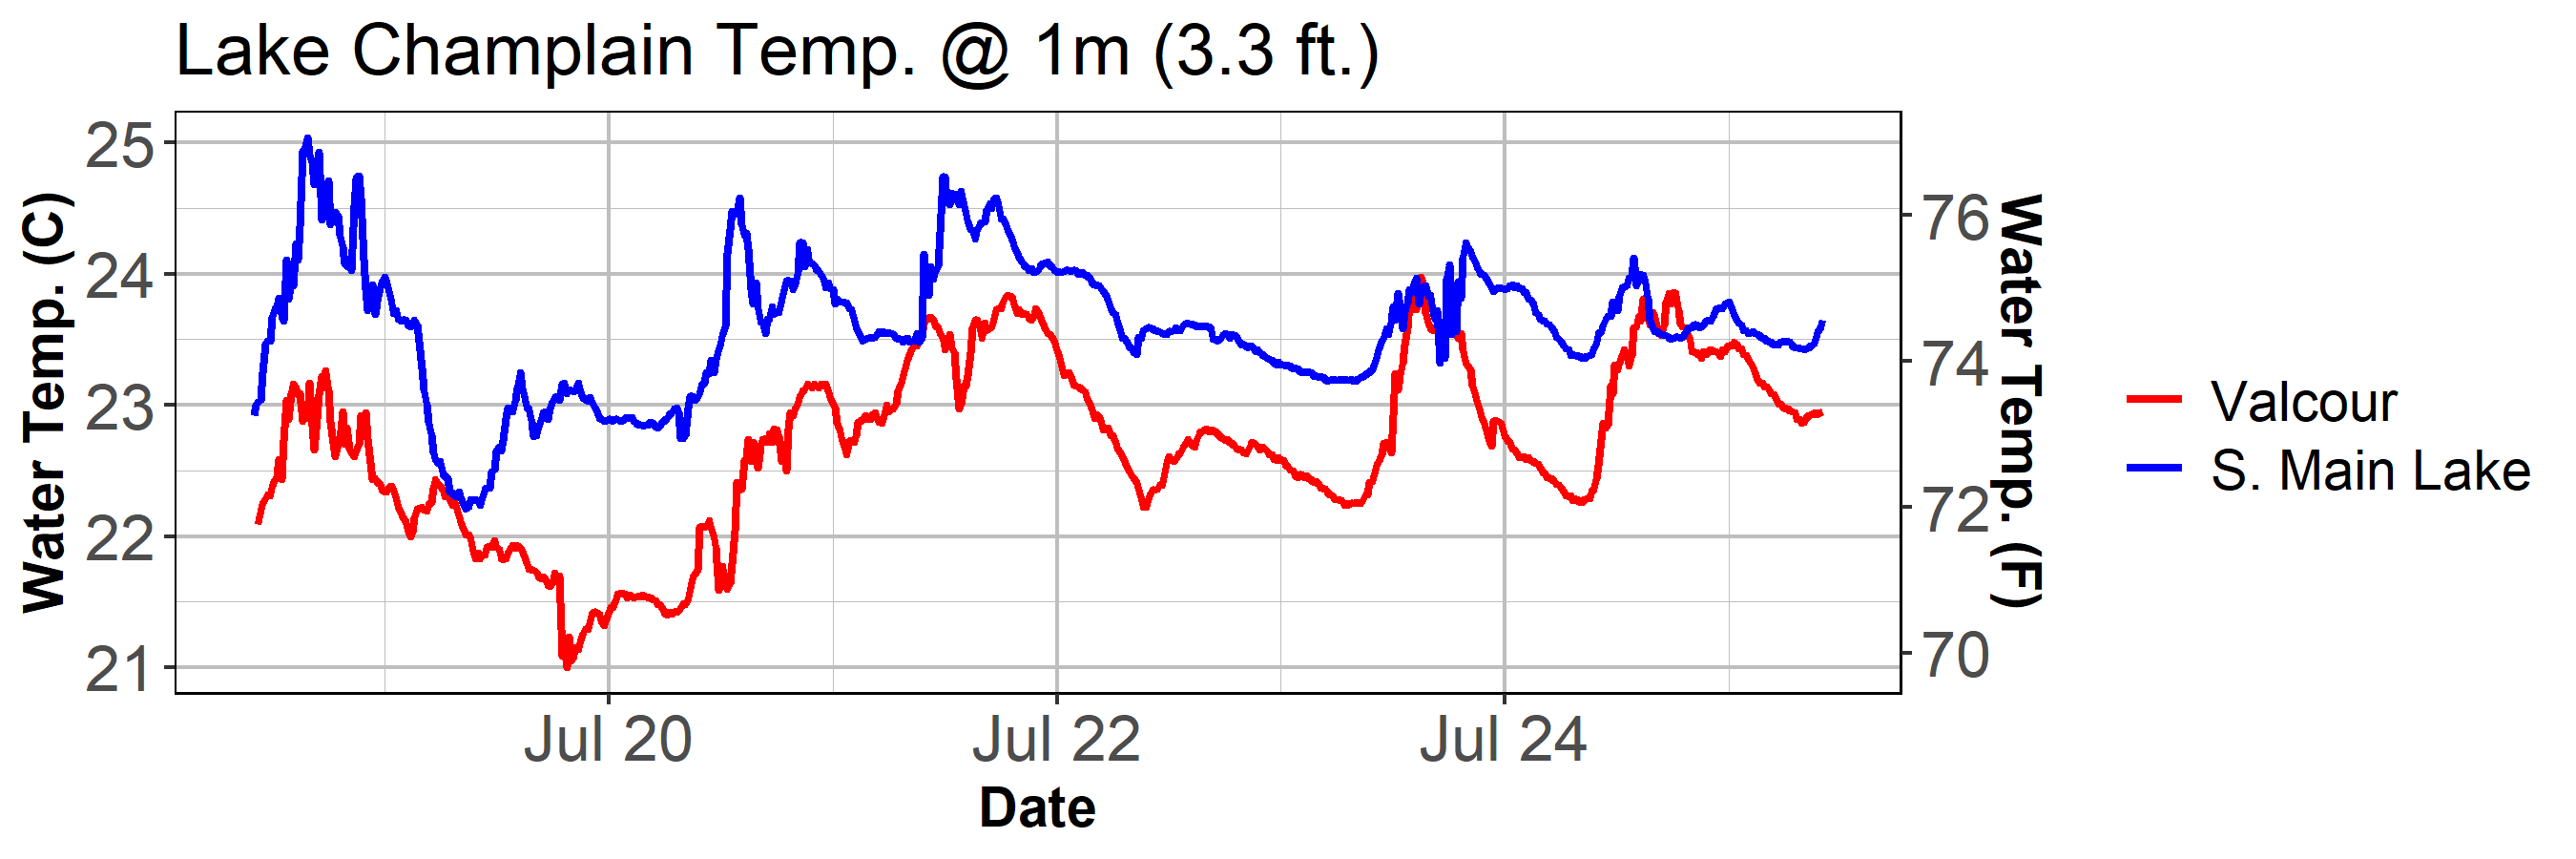 Lake Champlain Temp. @ 1m (3.3 ft.)
Water Temp. (C)
25
24
23
22
21
76
74
72
70
Water Temp. (F)
Jul 20
Jul 22
Jul 24
Date
Valcour
S. Main Lake